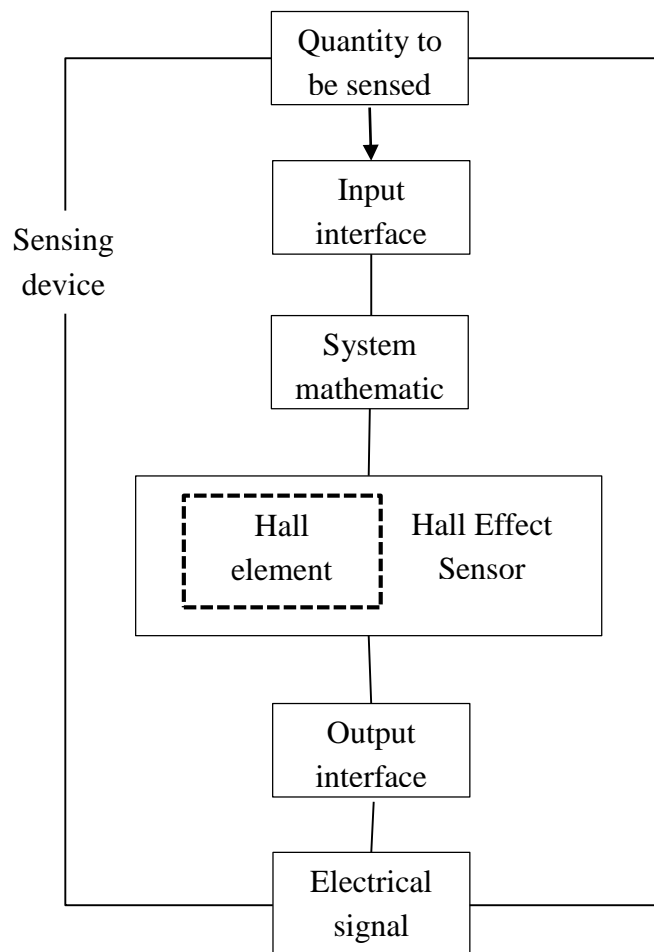 Quantity to
be sensed
Input
interface
Sensing
device
System
mathematic
Hall
element
Hall Effect
Sensor
Output
interface
Electrical
signal